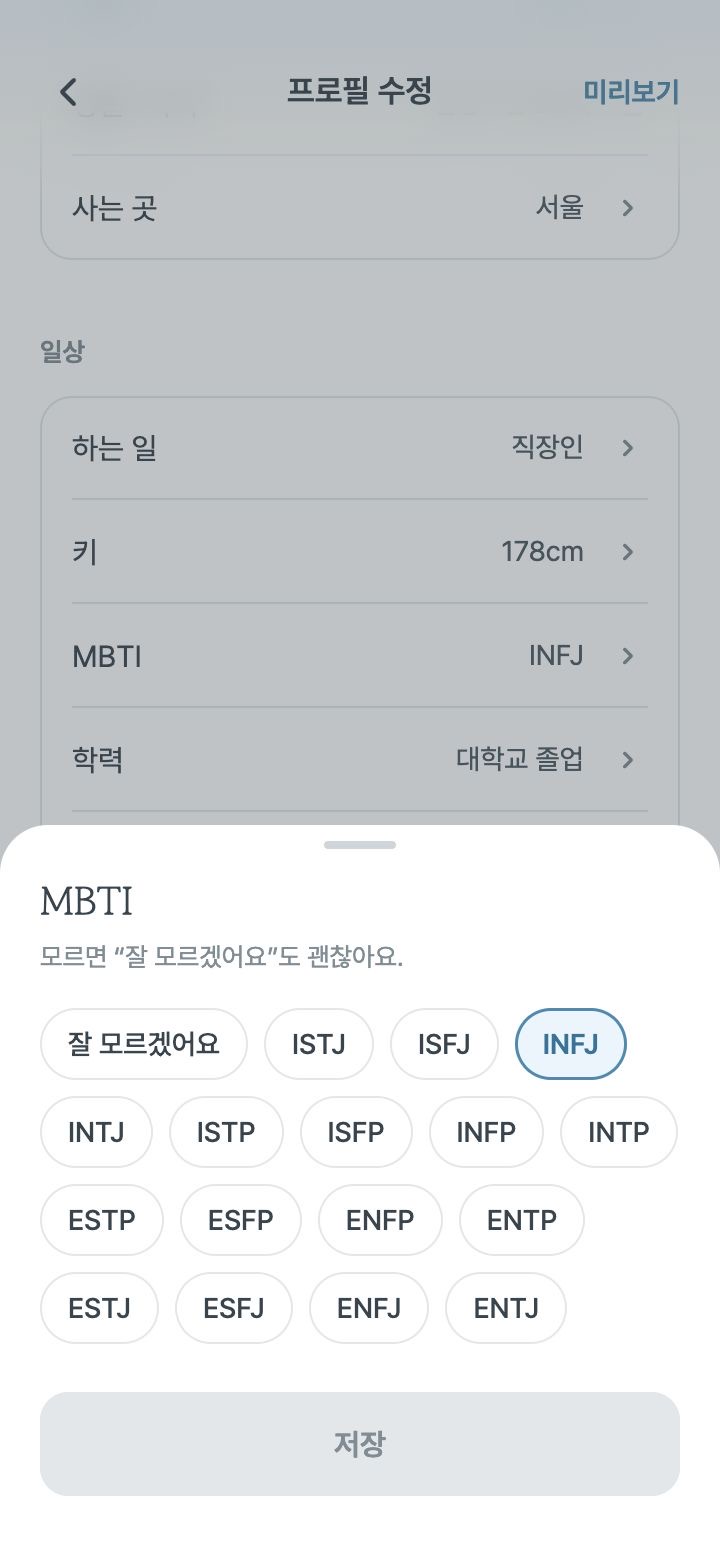 프로필 수정
미리보기
사는 곳
서울
일상
하는 일
직장인
키
178cm
MBTI
INFJ
학력
대학교 졸업
MBTI
모르면 “잘 모르겠어요”도 괜찮아요.
잘 모르겠어요 ISTJ ISFJ INFJ
INTJ ISTP ISFP INFP INTP
ESTP ESFP ENFP ENTP
ESTJ ESFJ ENFJ ENTJ
저장